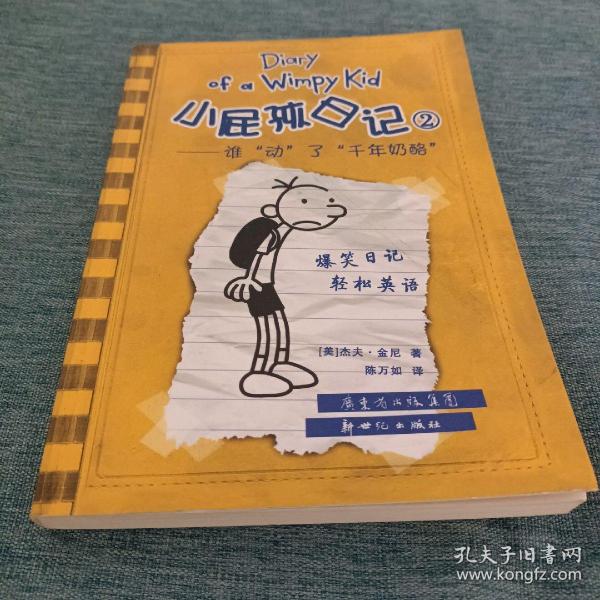 Diary
of a Wimpy Kid
小屁孩日记②
——谁“动”了“千年奶酪”
爆笑日记
轻松英语
[美]杰夫·金尼 著
陈万如 译
广东省出版集团
新世纪出版社
孔夫子旧书网
www.kongfz.com